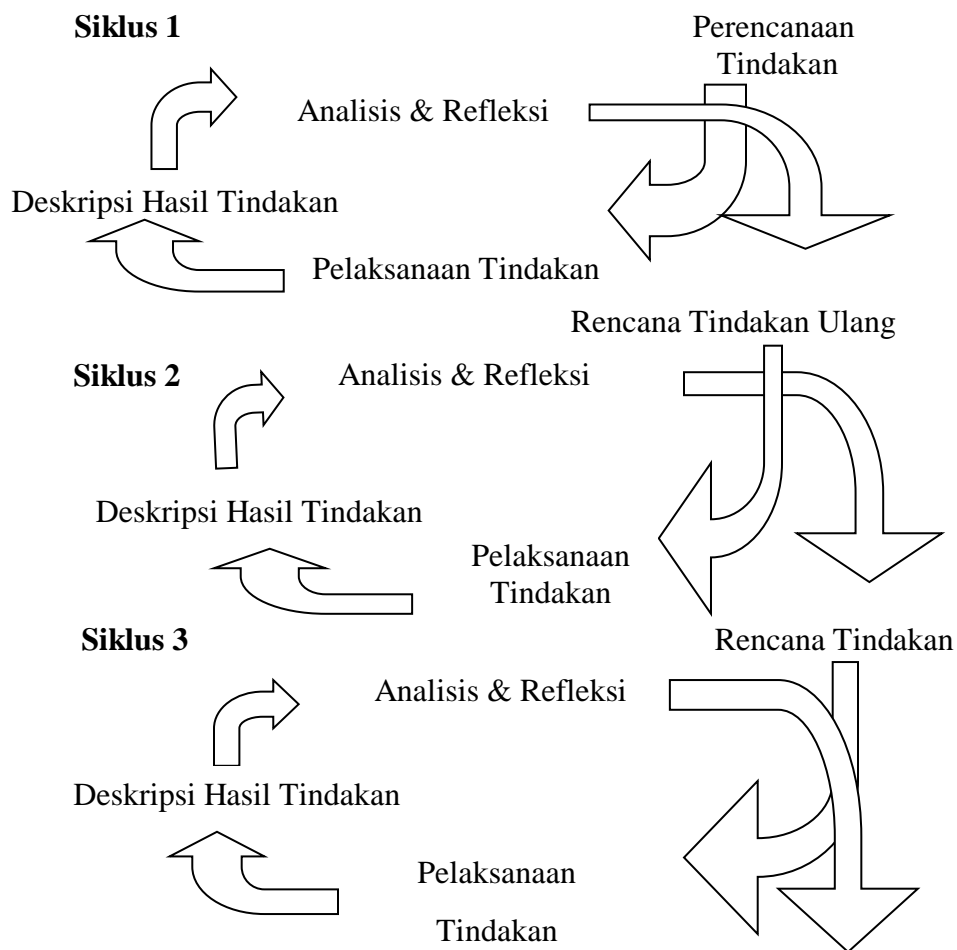 Siklus 1
Perencanaan
Tindakan
Analisis & Refleksi
Deskripsi Hasil Tindakan
Pelaksanaan Tindakan
Rencana Tindakan Ulang
Siklus 2
Analisis & Refleksi
Deskripsi Hasil Tindakan
Pelaksanaan
Tindakan
Siklus 3
Rencana Tindakan
Analisis & Refleksi
Deskripsi Hasil Tindakan
Pelaksanaan
Tindakan